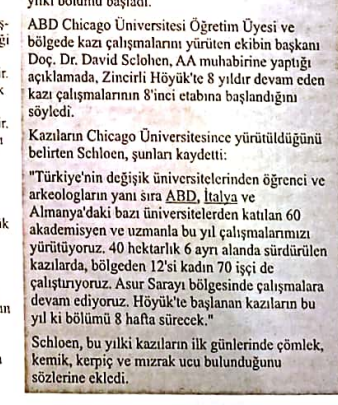 yılki bölümü başladı.
ABD Chicago Üniversitesi Öğretim Üyesi ve
bölgede kazı çalışmalarını yürüten ekibin başkanı
Doç. Dr. David Sclohen, AA muhabirine yaptığı
açıklamada, Zincirli Höyük'te 8 yıldır devam eden
kazı çalışmalarının 8'inci etabına başlandığını
söyledi.
Kazıların Chicago Üniversitesince yürütüldüğünü
belirten Schloen, şunları kaydetti:
"Türkiye'nin değişik üniversitelerinden öğrenci ve
arkeologların yanı sıra ABD, İtalya ve
Almanya'daki bazı üniversitelerden katılan 60
akademisyen ve uzmanla bu yıl çalışmalarımızı
yürütüyoruz. 40 hektarlık 6 ayrı alanda sürdürülen
kazılarda, bölgeden 12'si kadın 70 işçi de
çalıştırıyoruz. Asur Sarayı bölgesinde çalışmalara
devam ediyoruz. Höyük'te başlanan kazıların bu
yıl ki bölümü 8 hafta sürecek."
Schloen, bu yılki kazıların ilk günlerinde çömlek,
kemik, kerpiç ve mızrak ucu bulunduğunu
sözlerine ekledi.